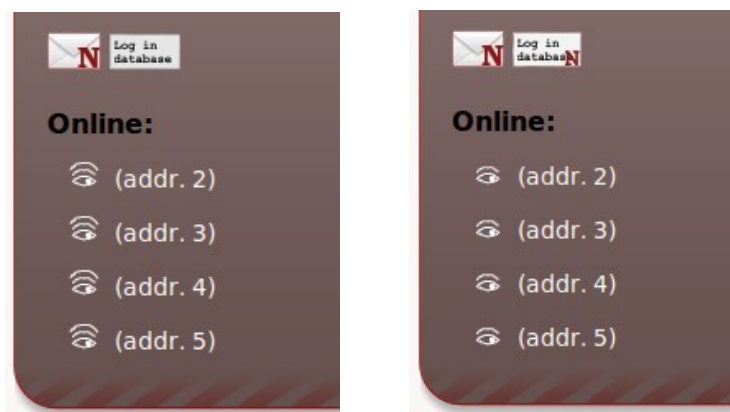 N Log in
database
Online:
(addr. 2)
(addr. 3)
(addr. 4)
(addr. 5)
N Log in
databasN
Online:
(addr. 2)
(addr. 3)
(addr. 4)
(addr. 5)